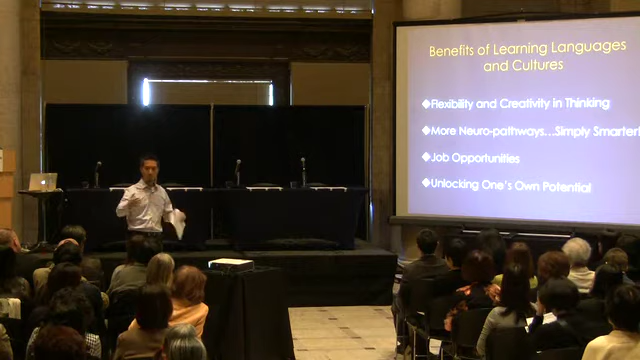 Benefits of Learning Languages
and Cultures
❖Flexibility and Creativity in Thinking
❖More Neuro-pathways...Simply Smarter!
❖Job Opportunities
❖Unlocking One's Own Potential